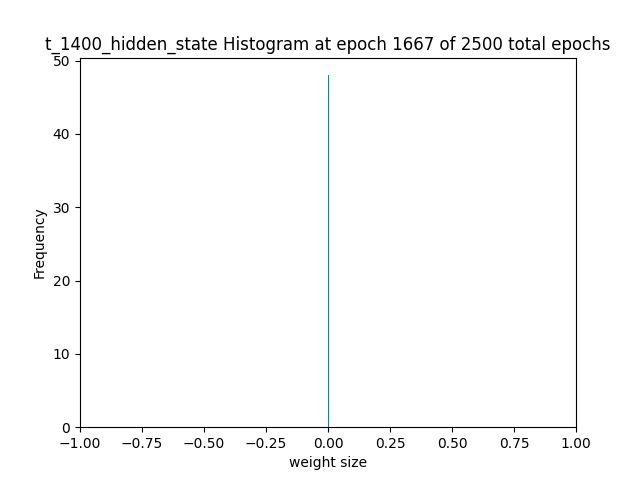 t_1400_hidden_state Histogram at epoch 1667 of 2500 total epochs
50
40
30
20
10
0
Frequency
−1.00 −0.75 −0.50 −0.25 0.00 0.25 0.50 0.75 1.00
weight size